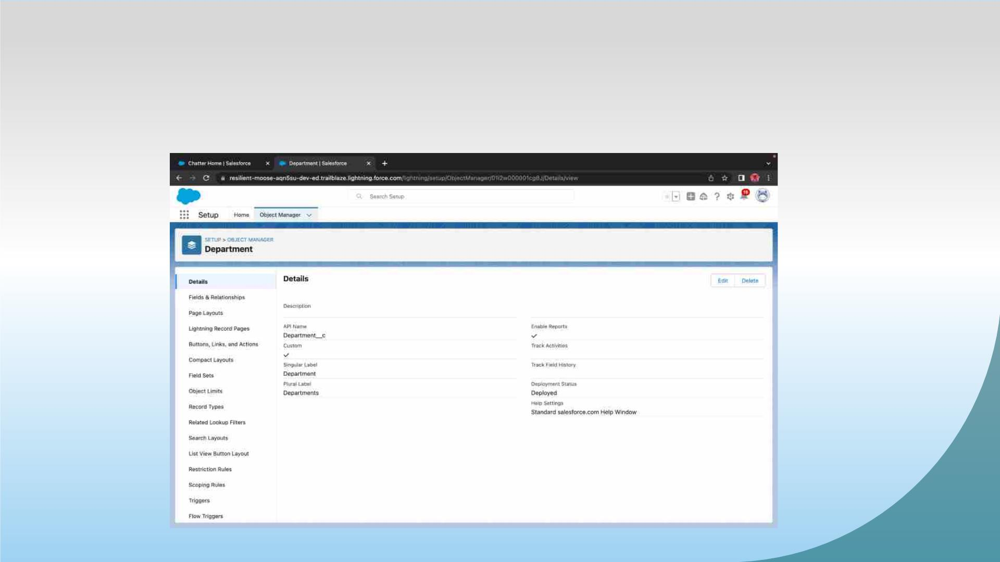 Chatter Home | Salesforce
Department | Salesforce
resilient-moose-aqn5su-dev-ed.trailblaze.lightning.force.com/lightning/setup/ObjectManager/01I2w000001cg8J/Details/view
Search Setup
Setup
Home
Object Manager
SETUP > OBJECT MANAGER
Department
Details
Fields & Relationships
Page Layouts
Lightning Record Pages
Buttons, Links, and Actions
Compact Layouts
Field Sets
Object Limits
Record Types
Related Lookup Filters
Search Layouts
List View Button Layout
Restriction Rules
Scoping Rules
Triggers
Flow Triggers
Details
Edit
Delete
Description
API Name
Department__c
Custom
Singular Label
Department
Plural Label
Departments
Enable Reports
Track Activities
Track Field History
Deployment Status
Deployed
Help Settings
Standard salesforce.com Help Window